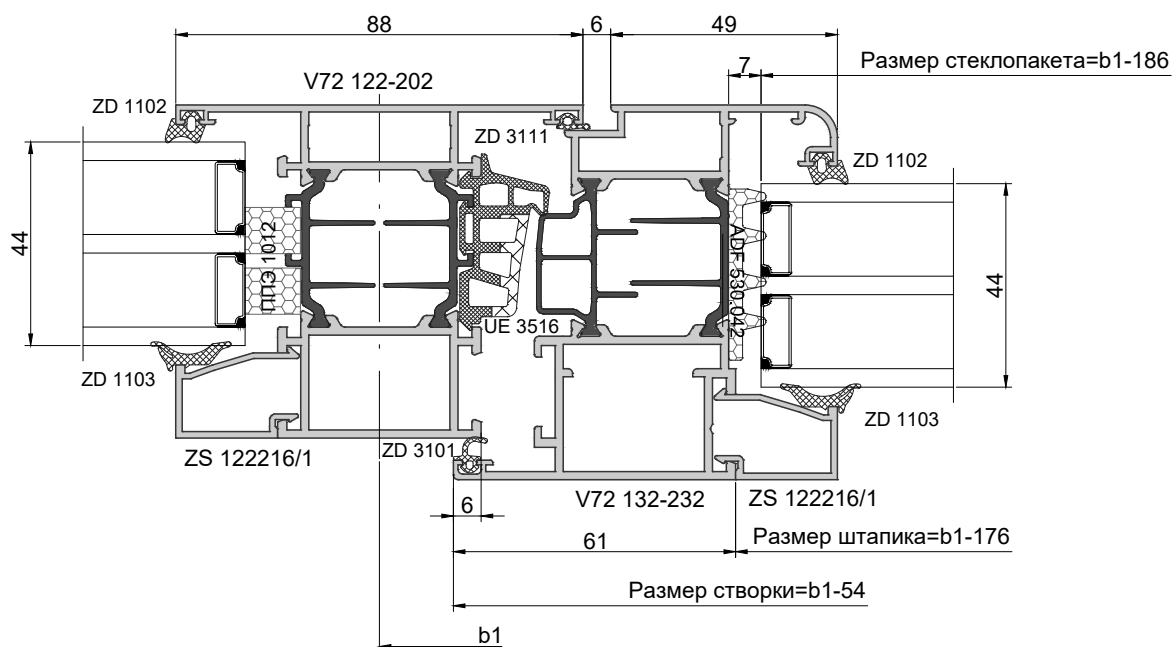 88
6
49
7
Размер стеклопакета=b1-186
V72 122-202
ZD 1102
ZD 3111
ZD 1102
44
ППЭ 1012
ADF 530.042
44
UE 3516
ZD 1103
ZD 1103
ZS 122216/1
ZD 3101
V72 132-232
ZS 122216/1
6
61
Размер штапика=b1-176
Размер створки=b1-54
b1